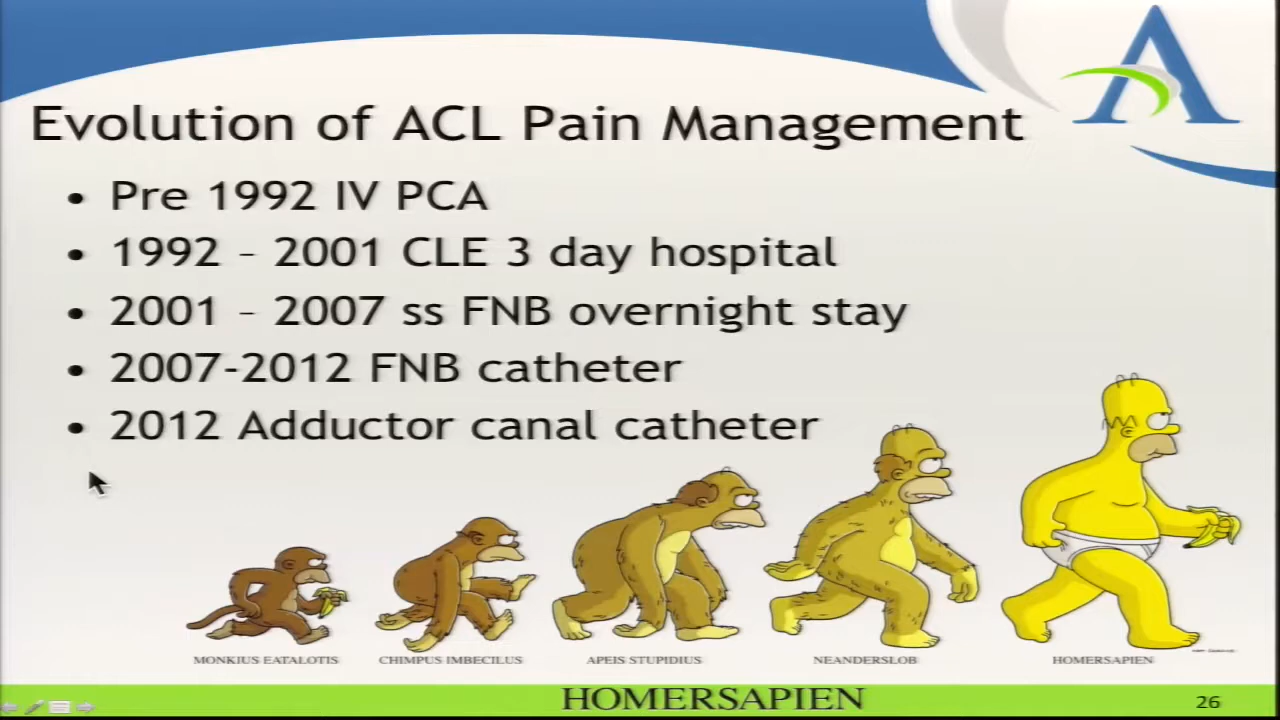 Evolution of ACL Pain Management
• Pre 1992 IV PCA
• 1992 – 2001 CLE 3 day hospital
• 2001 – 2007 ss FNB overnight stay
• 2007-2012 FNB catheter
• 2012 Adductor canal catheter
MONKIUS EATALOTIS CHIMPUS IMBECILUS APEIS STUPIDIUS NEANDERSLOB HOMERSAPIEN
HOMERSAPIEN
26